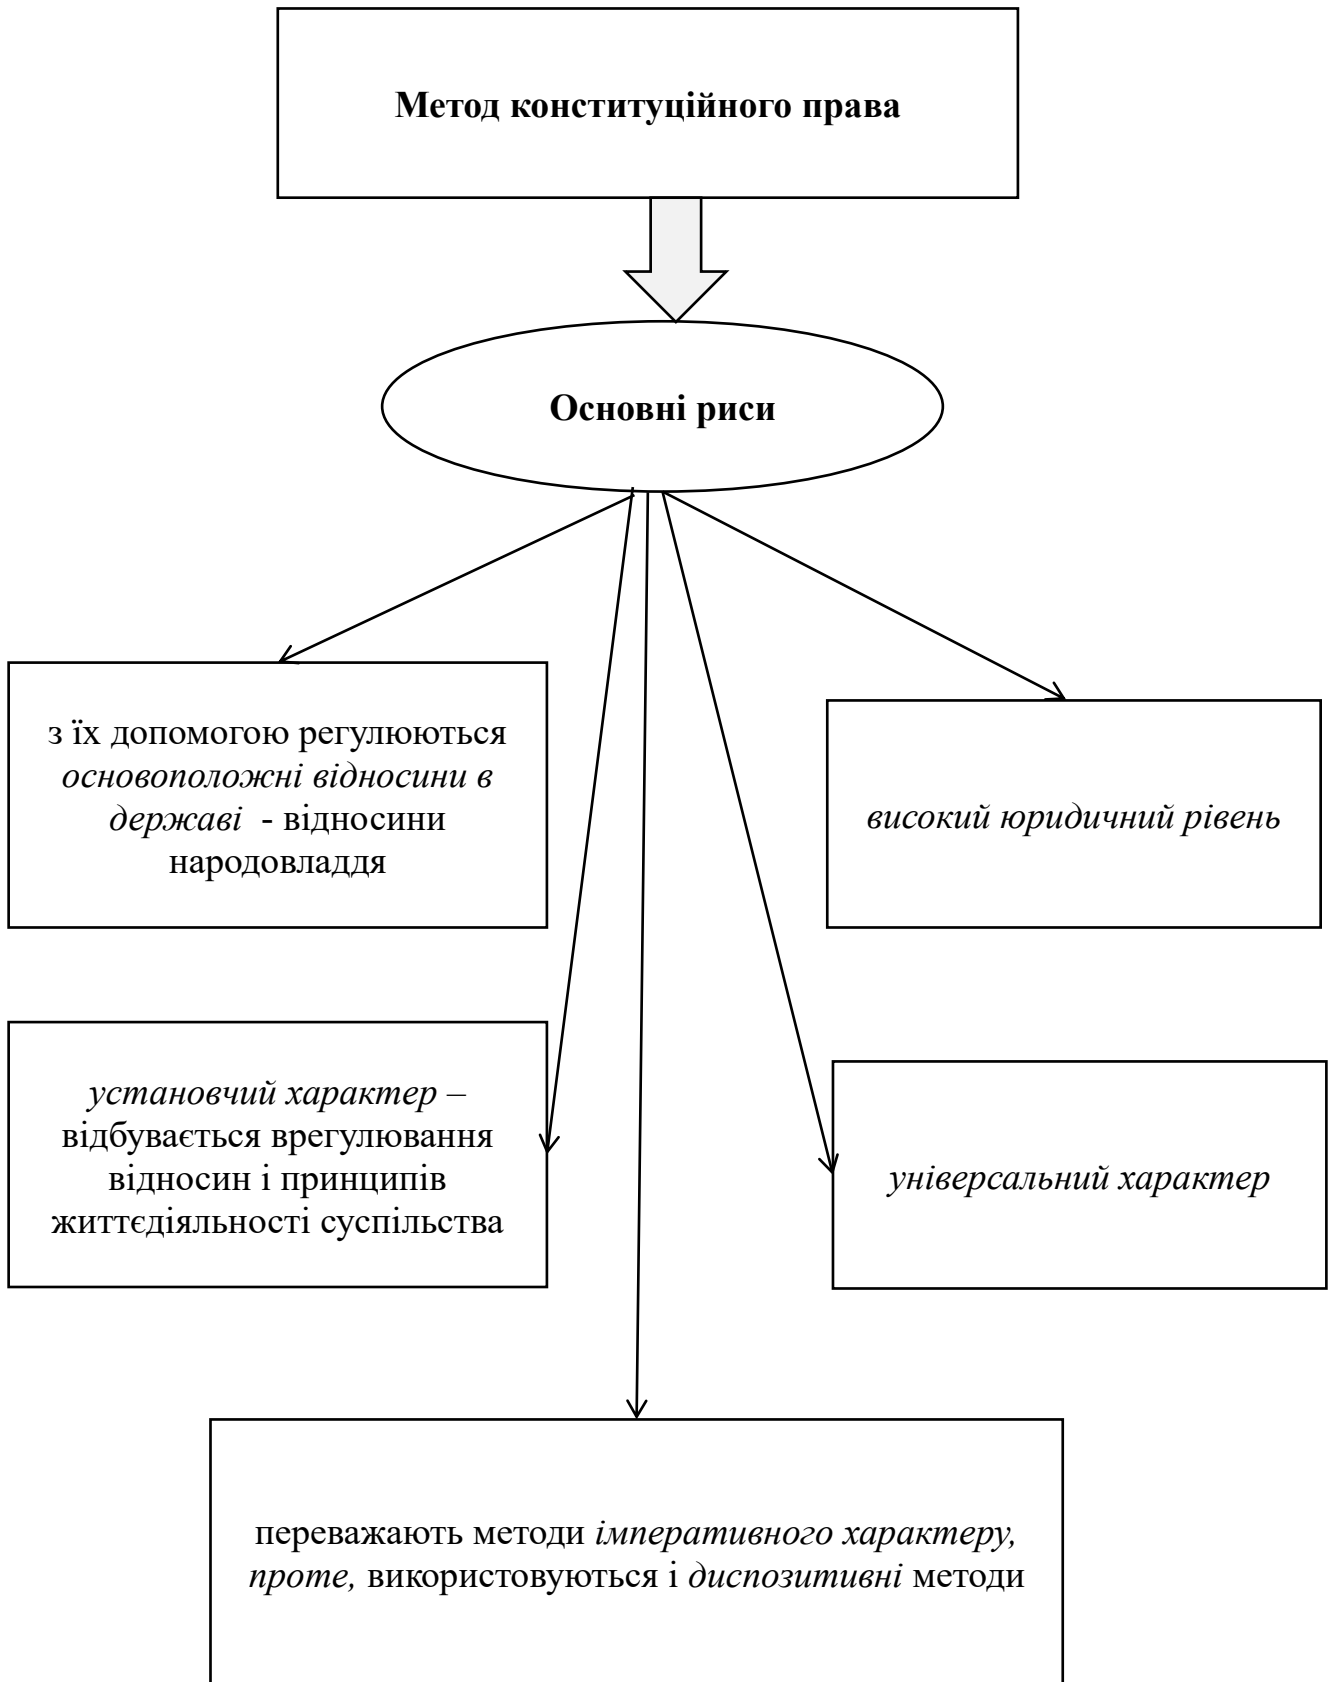 Метод конституційного права
Основні риси
з їх допомогою регулюються
основоположні відносини в
державі - відносини
народовладдя
високий юридичний рівень
установчий характер –
відбувається врегулювання
відносин і принципів
життєдіяльності суспільства
універсальний характер
переважають методи імперативного характеру,
проте, використовуються і диспозитивні методи